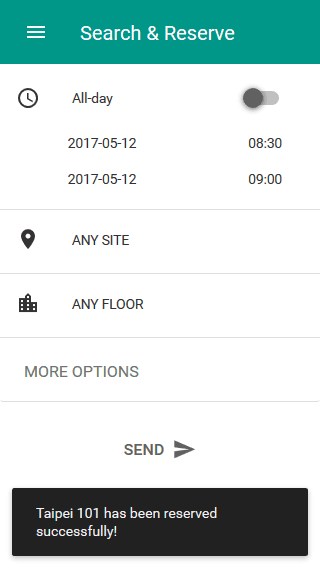 Search & Reserve
All-day
2017-05-12 08:30
2017-05-12 09:00
ANY SITE
ANY FLOOR
MORE OPTIONS
SEND
Taipei 101 has been reserved
successfully!